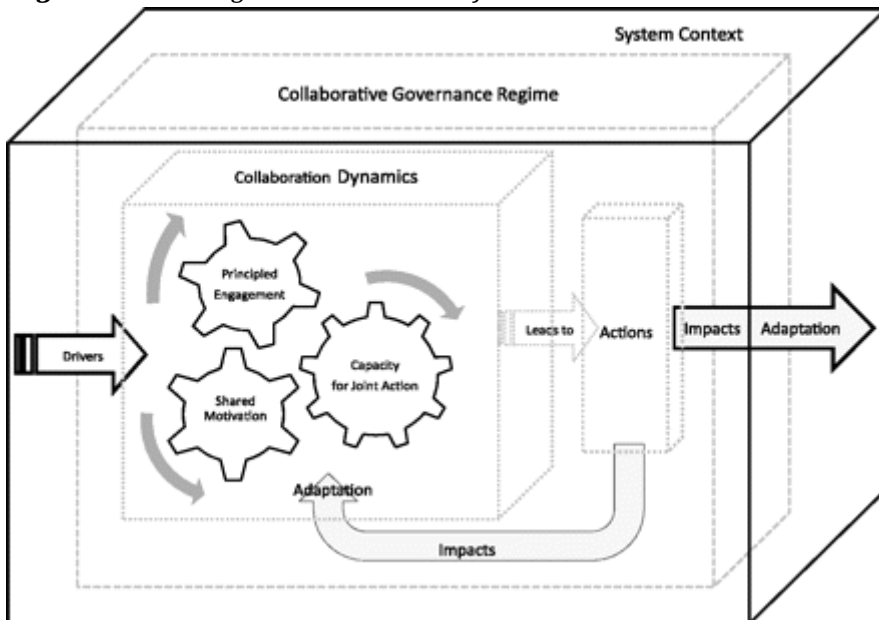 System Context
Collaborative Governance Regime
Collaboration Dynamics
Principled
Engagement
Drivers
Shared
Motivation
Capacity
for Joint Action
Leads to
Actions
Impacts
Adaptation
Adaptation
Impacts